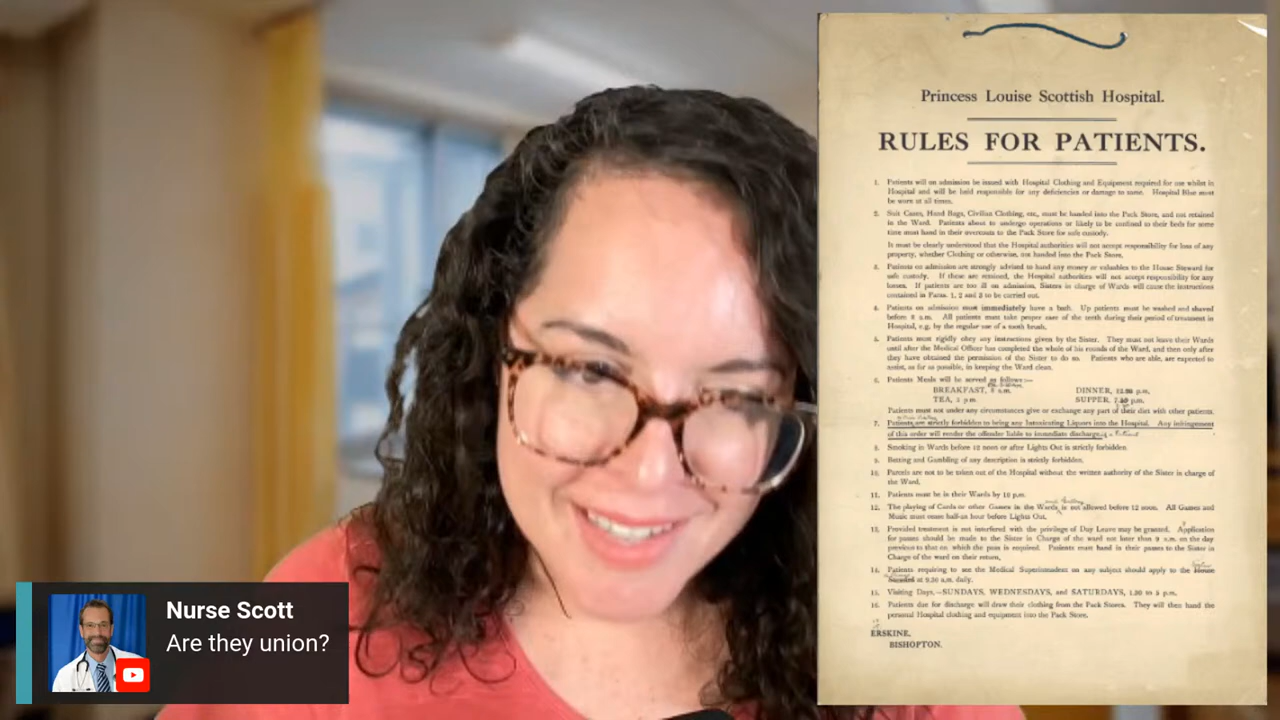 Princess Louise Scottish Hospital.
RULES FOR PATIENTS.
1. Patients will on admission be issued with Hospital Clothing and Equipment required for use whilst in
Hospital and will be held responsible for any deficiencies or damage to same. Hospital Blue must
be worn at all times.
2. Suit Cases, Hand Bags, Civilian Clothing, etc., must be handed into the Pack Store, and not retained
in the Ward. Patients about to undergo operations or likely to be confined to their beds for some
time must hand in their overcoats to the Pack Store for safe custody.
It must be clearly understood that the Hospital authorities will not accept responsibility for loss of any
property, whether Clothing or otherwise, not handed into the Pack Store.
3. Patients on admission are strongly advised to hand any money or valuables to the House Steward for
safe custody. If these are retained, the Hospital authorities will not accept responsibility for any
losses. If patients are too ill on admission, Sisters in charge of Wards will cause the instructions
contained in Paras. 1, 2 and 3 to be carried out.
4. Patients on admission must immediately have a bath. Up patients must be washed and shaved
before 8 a.m. All patients must take proper care of the teeth during their period of treatment in
Hospital, e.g. by the regular use of a tooth brush.
5. Patients must rigidly obey any instructions given by the Sister. They must not leave their Wards
until after the Medical Officer has completed the whole of his rounds of the Ward, and then only after
they have obtained the permission of the Sister to do so. Patients who are able, are expected to
assist, as far as possible, in keeping the Ward clean.
6. Patients Meals will be served as follows:—
BREAKFAST, 8 a.m. DINNER, p.m.
TEA, p.m. SUPPER, p.m.
Patients must not under any circumstances give or exchange any part of their diet with other patients.
7. Patients are strictly forbidden to bring any Intoxicating Liquors into the Hospital. Any infringement
of this order will render the offender liable to immediate discharge
8. Smoking in Wards before 12 noon or after Lights Out is strictly forbidden.
9. Betting and Gambling of any description is strictly forbidden.
10. Parcels are not to be taken out of the Hospital without the written authority of the Sister in charge of
the Ward.
11. Patients must be in their Wards by 10 p.m.
12. The playing of Cards or other Games in the Wards is not allowed before 12 noon. All Games and
Music must cease half-an hour before Lights Out.
13. Provided treatment is not interfered with the privilege of Day Leave may be granted. Application
for passes should be made to the Sister in Charge of the ward not later than 9 a.m. on the day
previous to that on which the pass is required. Patients must hand in their passes to the Sister in
Charge of the ward on their return.
14. Patients requiring to see the Medical Superintendent on any subject should apply to the House
at 9.30 a.m. daily.
15. Visiting Days,—SUNDAYS, WEDNESDAYS, and SATURDAYS, 1.30 to 5 p.m.
16. Patients due for discharge will draw their clothing from the Pack Stores. They will then hand the
personal Hospital clothing and equipment into the Pack Store.
ERSKINE,
BISHOPTON.
Nurse Scott
Are they union?